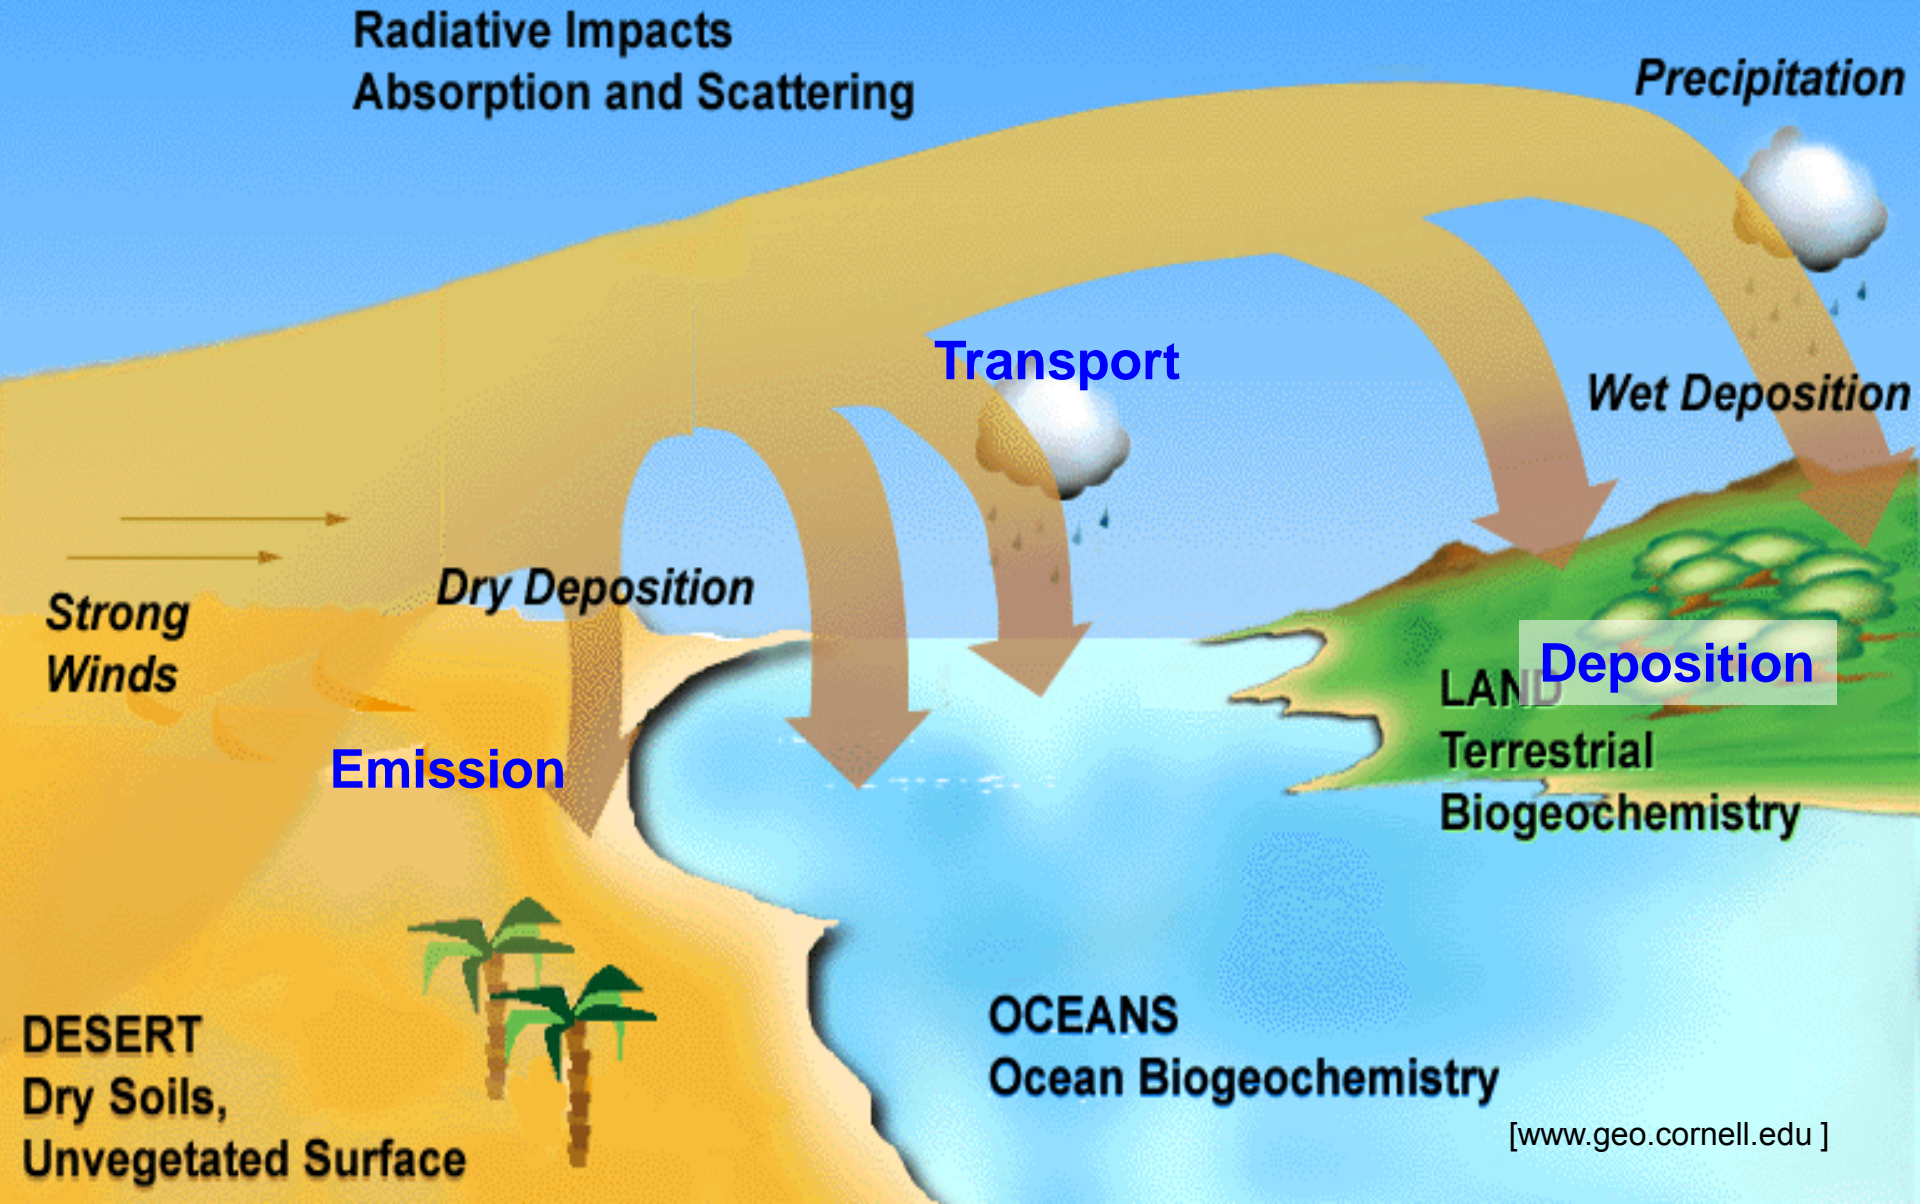 Radiative Impacts
Absorption and Scattering
Precipitation
Transport
Wet Deposition
Dry Deposition
Strong
Winds
Deposition
LAND
Terrestrial
Biogeochemistry
Emission
OCEANS
Ocean Biogeochemistry
DESERT
Dry Soils,
Unvegetated Surface
[www.geo.cornell.edu ]